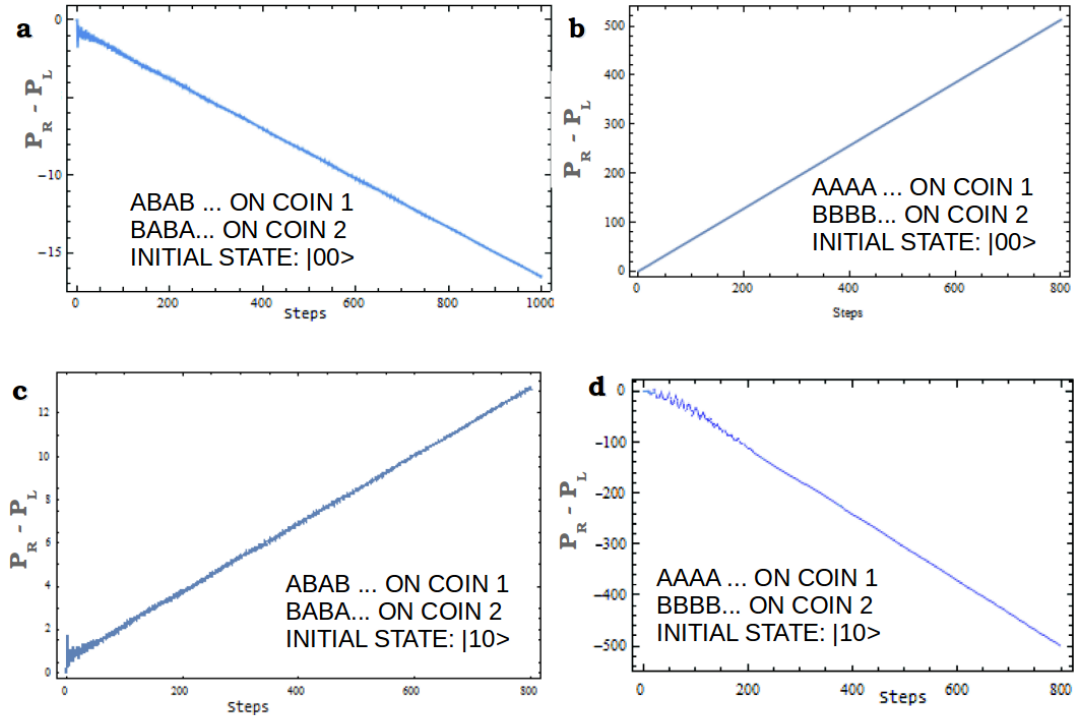 a
0
−5
−10
−15
P_R - P_L
ABAB ... ON COIN 1
BABA... ON COIN 2
INITIAL STATE: |00>
0 200 400 600 800 1000
Steps
b
500
400
300
200
100
0
P_R - P_L
AAAA ... ON COIN 1
BBBB... ON COIN 2
INITIAL STATE: |00>
0 200 400 600 800
Steps
c
12
10
8
6
4
2
0
P_R - P_L
ABAB ... ON COIN 1
BABA... ON COIN 2
INITIAL STATE: |10>
0 200 400 600 800
Steps
d
0
−100
−200
−300
−400
−500
P_R - P_L
AAAA ... ON COIN 1
BBBB... ON COIN 2
INITIAL STATE: |10>
0 200 400 600 800
Steps